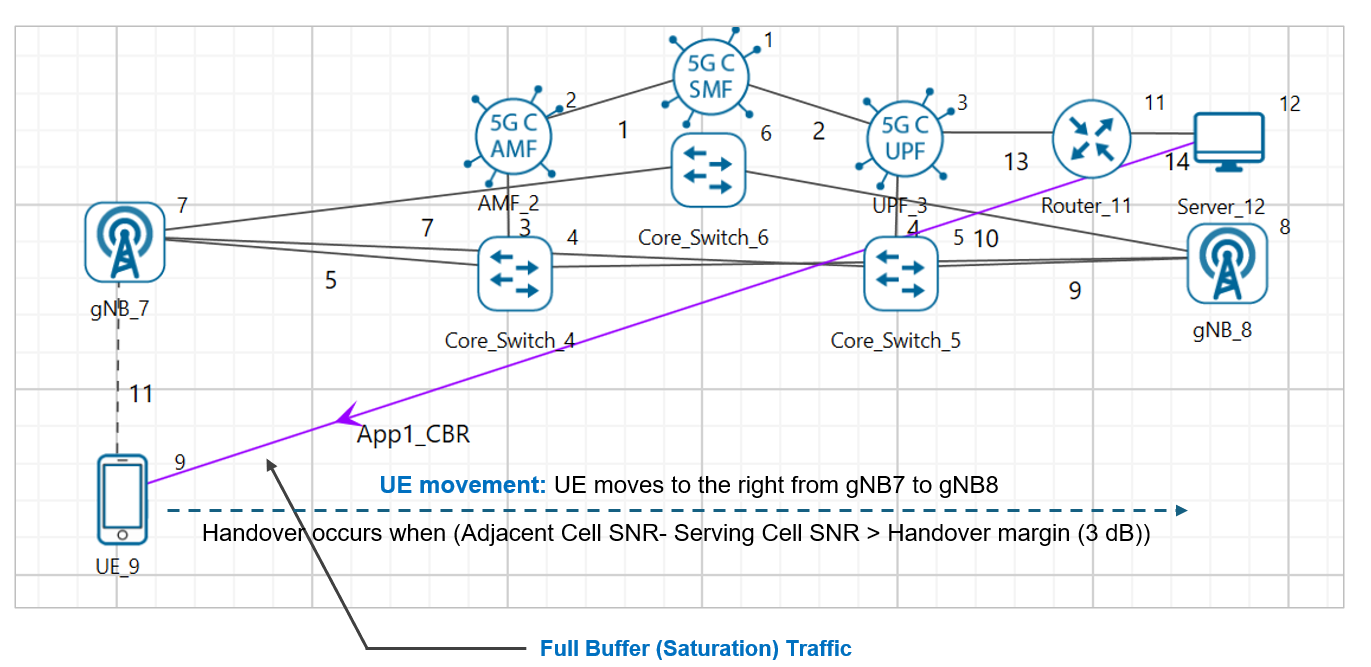 1
5G C
SMF
2
5G C
AMF
1
6
2
3
5G C
UPF
13
11
14
12
7
AMF_2
3
UPF_3
4
Router_11
Server_12
7
4
Core_Switch_6
5
10
8
5
9
gNB_7
Core_Switch_4
Core_Switch_5
gNB_8
11
App1_CBR
9
UE movement: UE moves to the right from gNB7 to gNB8
Handover occurs when (Adjacent Cell SNR- Serving Cell SNR > Handover margin (3 dB))
UE_9
Full Buffer (Saturation) Traffic